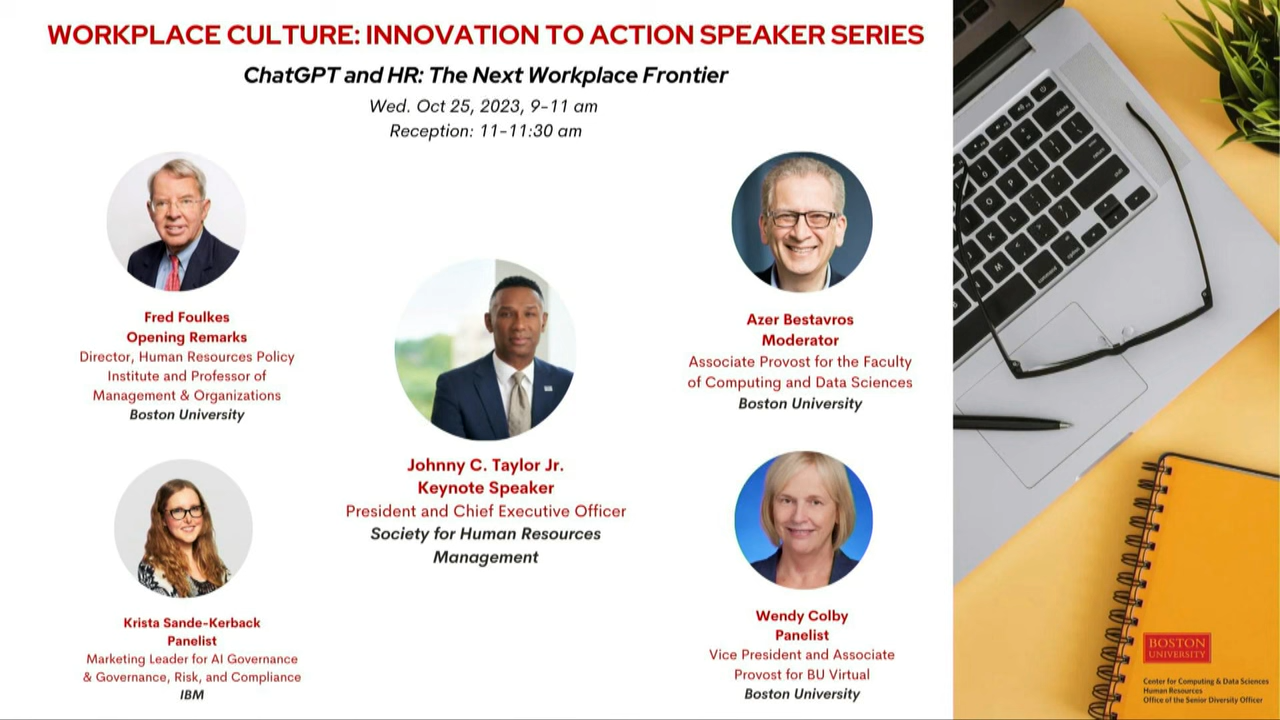 WORKPLACE CULTURE: INNOVATION TO ACTION SPEAKER SERIES
ChatGPT and HR: The Next Workplace Frontier
Wed. Oct 25, 2023, 9-11 am
Reception: 11-11:30 am
Fred Foulkes
Opening Remarks
Director, Human Resources Policy
Institute and Professor of
Management & Organizations
Boston University
Azer Bestavros
Moderator
Associate Provost for the Faculty
of Computing and Data Sciences
Boston University
Johnny C. Taylor Jr.
Keynote Speaker
President and Chief Executive Officer
Society for Human Resources
Management
Krista Sande-Kerback
Panelist
Marketing Leader for AI Governance
& Governance, Risk, and Compliance
IBM
Wendy Colby
Panelist
Vice President and Associate
Provost for BU Virtual
Boston University
BOSTON
UNIVERSITY
Center for Computing & Data Sciences
Human Resources
Office of the Senior Diversity Officer